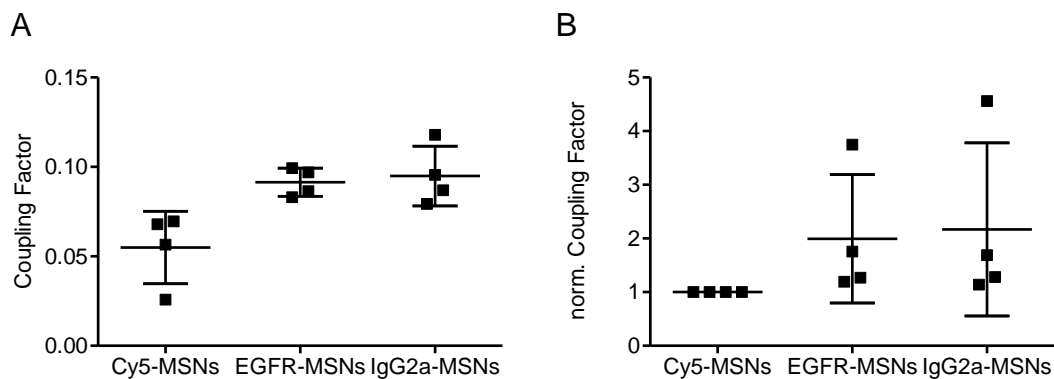 A
Coupling Factor
0.15
0.10
0.05
0.00
Cy5-MSNs EGFR-MSNs IgG2a-MSNs
B
norm. Coupling Factor
5
4
3
2
1
0
Cy5-MSNs EGFR-MSNs IgG2a-MSNs